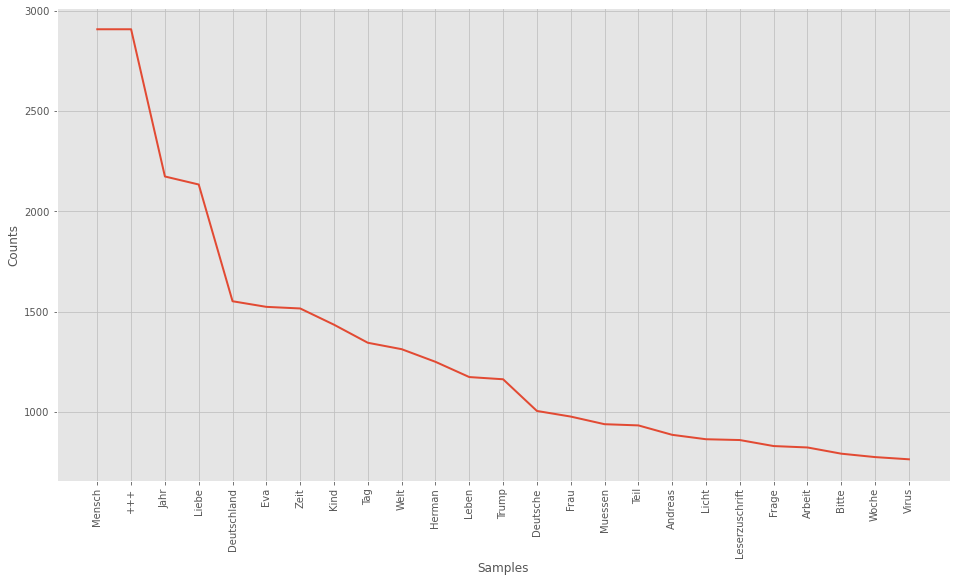 3000
2500
2000
1500
1000
Counts
Mensch
+++
Jahr
Liebe
Deutschland
Eva
Zeit
Kind
Tag
Welt
Herman
Leben
Trump
Deutsche
Frau
Muessen
Teil
Andreas
Licht
Leserzuschrift
Frage
Arbeit
Bitte
Woche
Virus
Samples